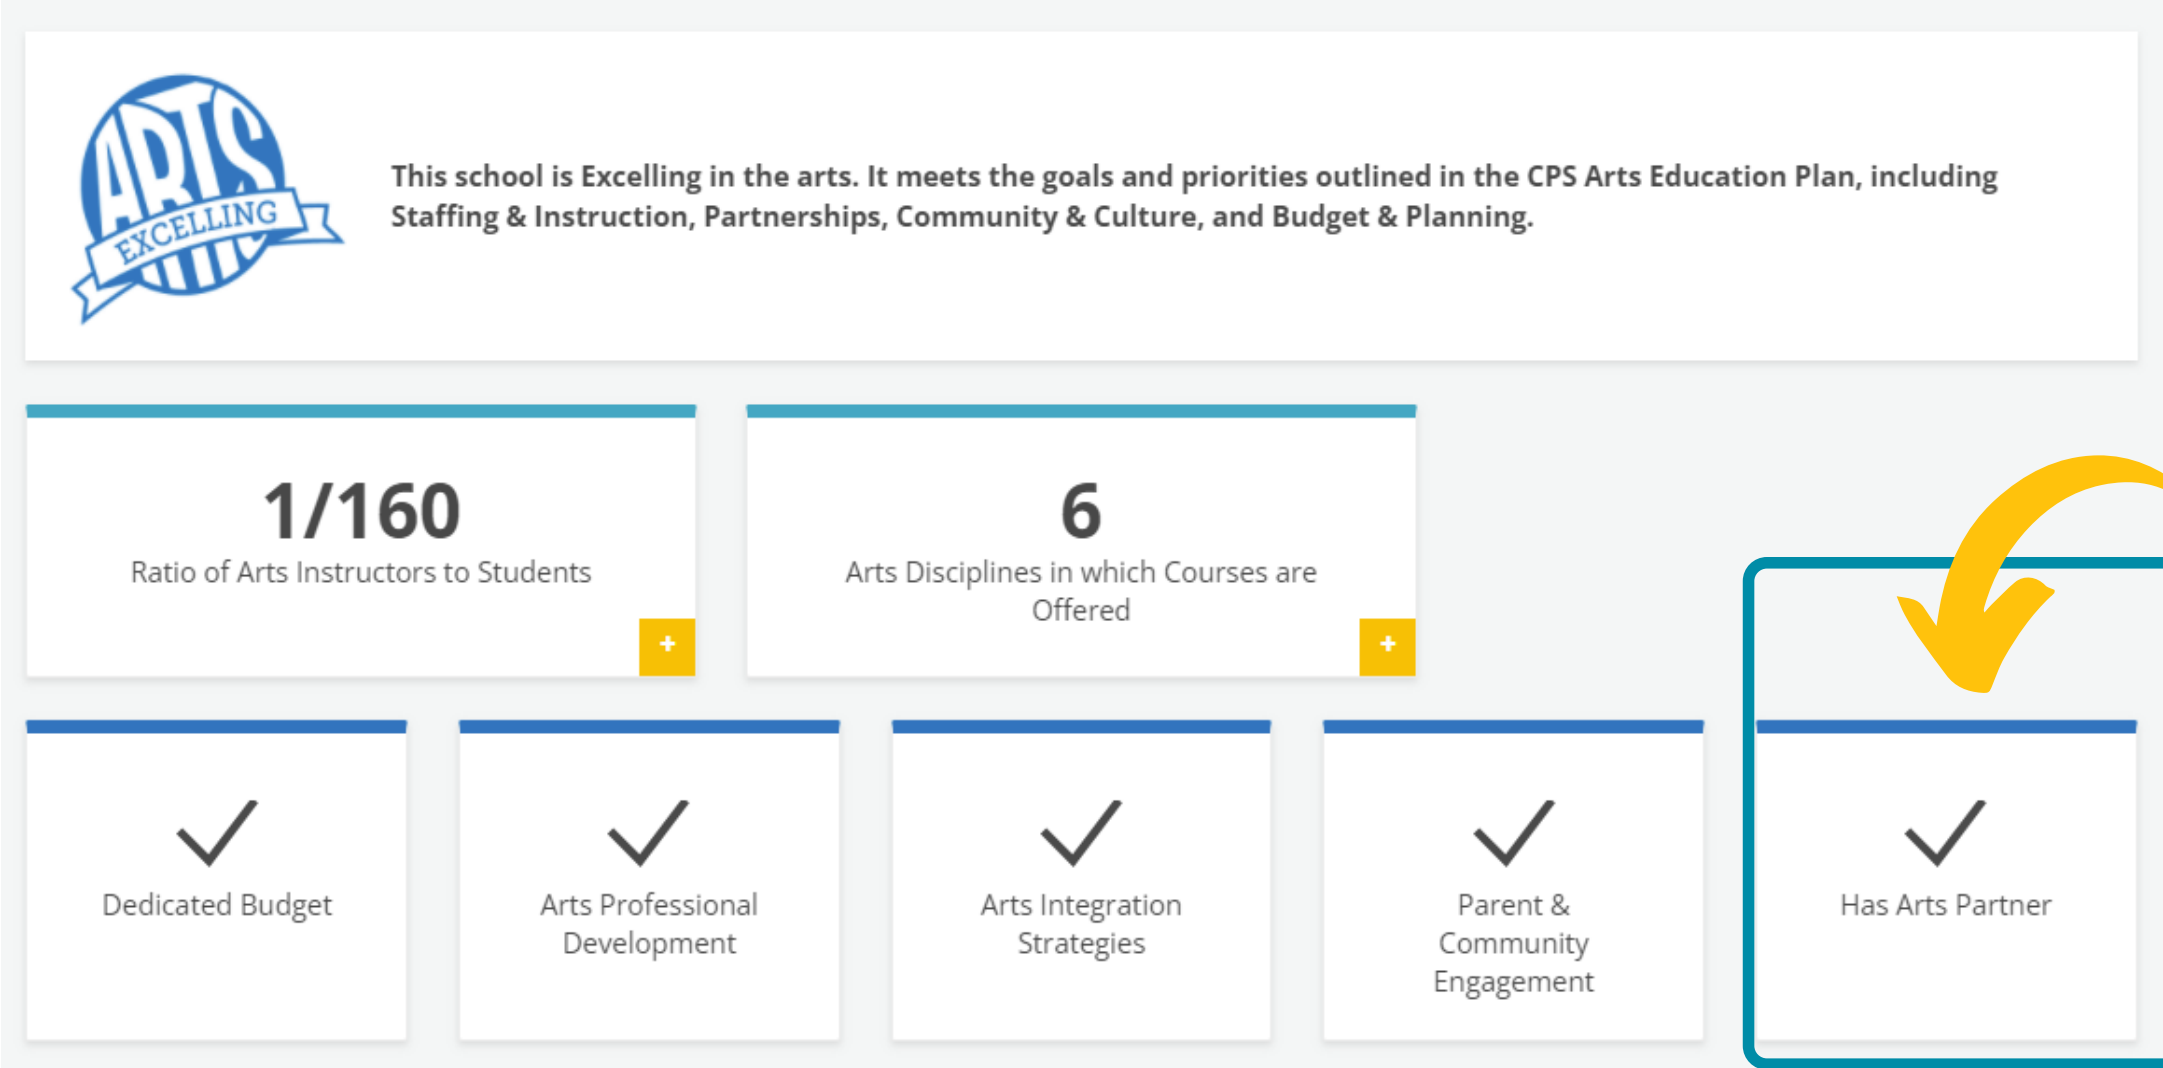 ARTS
EXCELLING
This school is Excelling in the arts. It meets the goals and priorities outlined in the CPS Arts Education Plan, including
Staffing & Instruction, Partnerships, Community & Culture, and Budget & Planning.
1/160
Ratio of Arts Instructors to Students
+
6
Arts Disciplines in which Courses are
Offered
+
Dedicated Budget
Arts Professional
Development
Arts Integration
Strategies
Parent &
Community
Engagement
Has Arts Partner